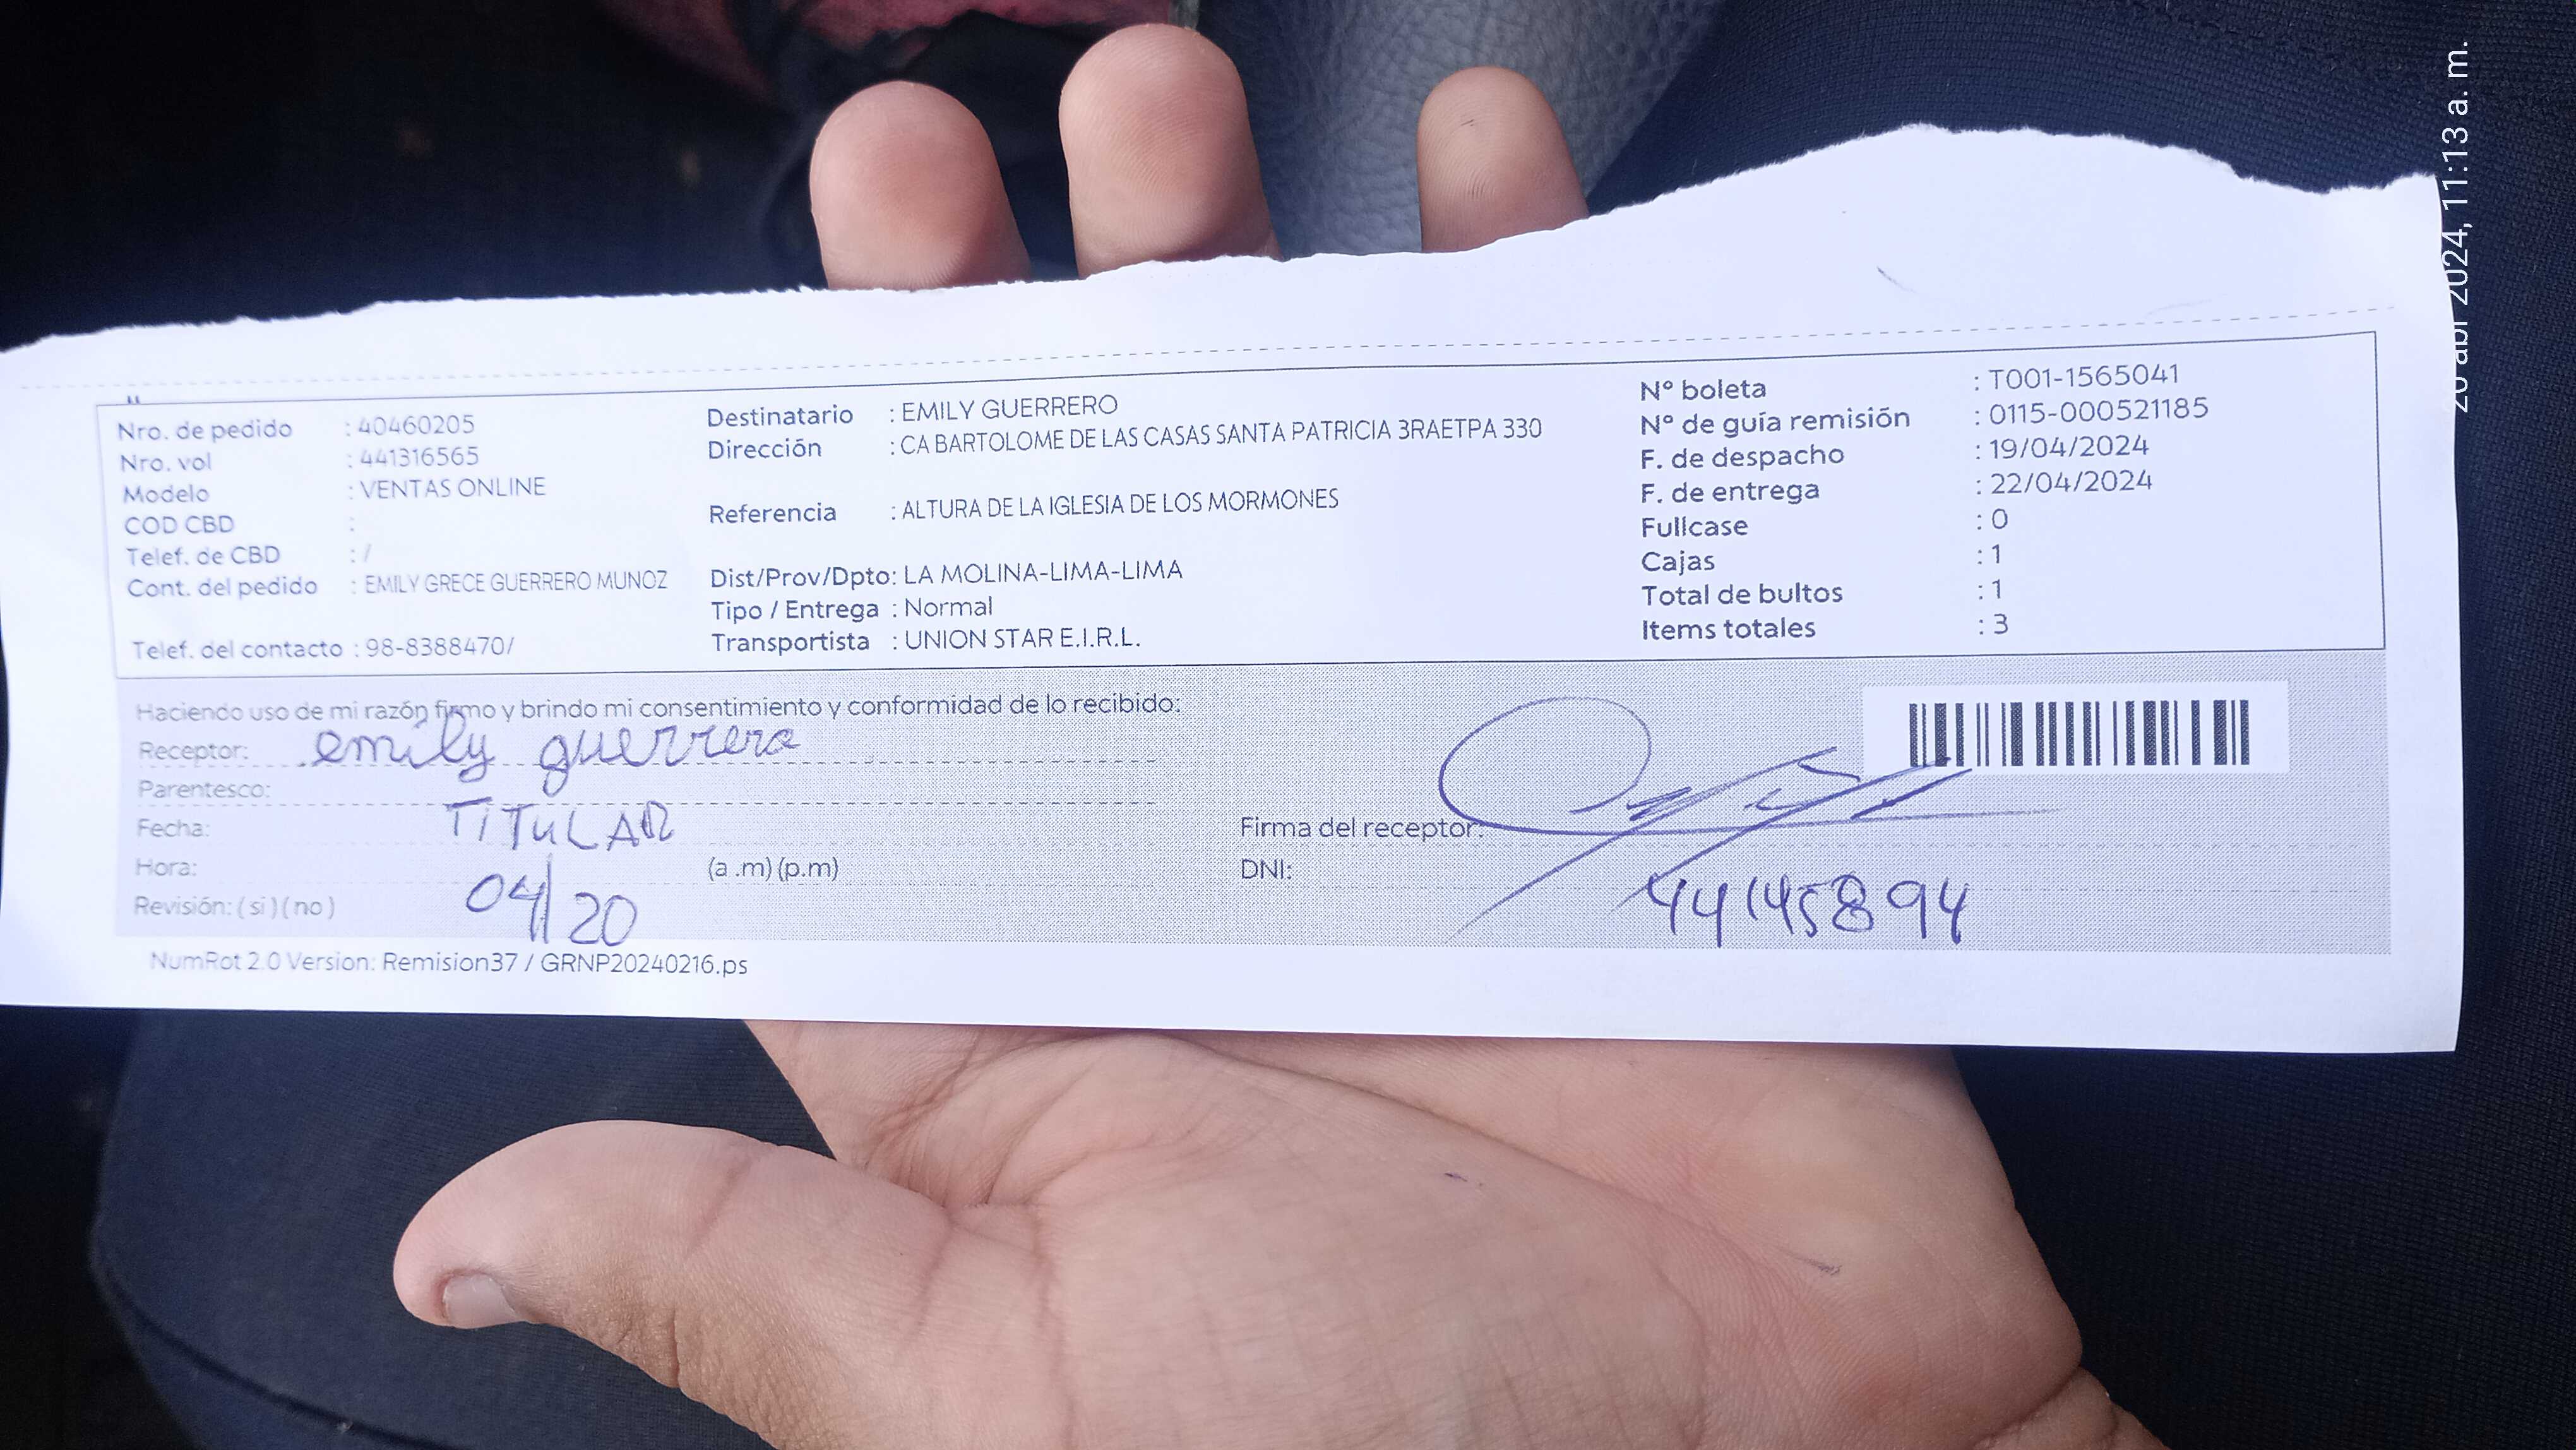 Nro. de pedido : 40460205
Nro. vol : 441316565
Modelo : VENTAS ONLINE
COD CBD :
Telef. de CBD : /
Cont. del pedido : EMILY GRECE GUERRERO MUNOZ
Telef. del contacto : 98-8388470/
Destinatario : EMILY GUERRERO
Dirección : CA BARTOLOME DE LAS CASAS SANTA PATRICIA 3RAETPA 330
Referencia : ALTURA DE LA IGLESIA DE LOS MORMONES
Dist/Prov/Dpto: LA MOLINA-LIMA-LIMA
Tipo / Entrega : Normal
Transportista : UNION STAR E.I.R.L.
Nº boleta : T001-1565041
Nº de guía remisión : 0115-000521185
F. de despacho : 19/04/2024
F. de entrega : 22/04/2024
Fullcase : 0
Cajas : 1
Total de bultos : 1
Items totales : 3
Haciendo uso de mi razón firmo y brindo mi consentimiento y conformidad de lo recibido:
Receptor: emily guerrero
Parentesco:
Fecha: TITULAR
Hora: (a .m) (p.m)
04/20
Revisión: ( si ) ( no )
Firma del receptor:
DNI:
NumRot 2.0 Version: Remision37 / GRNP20240216.ps
20 abr 2024, 11:13 a. m.